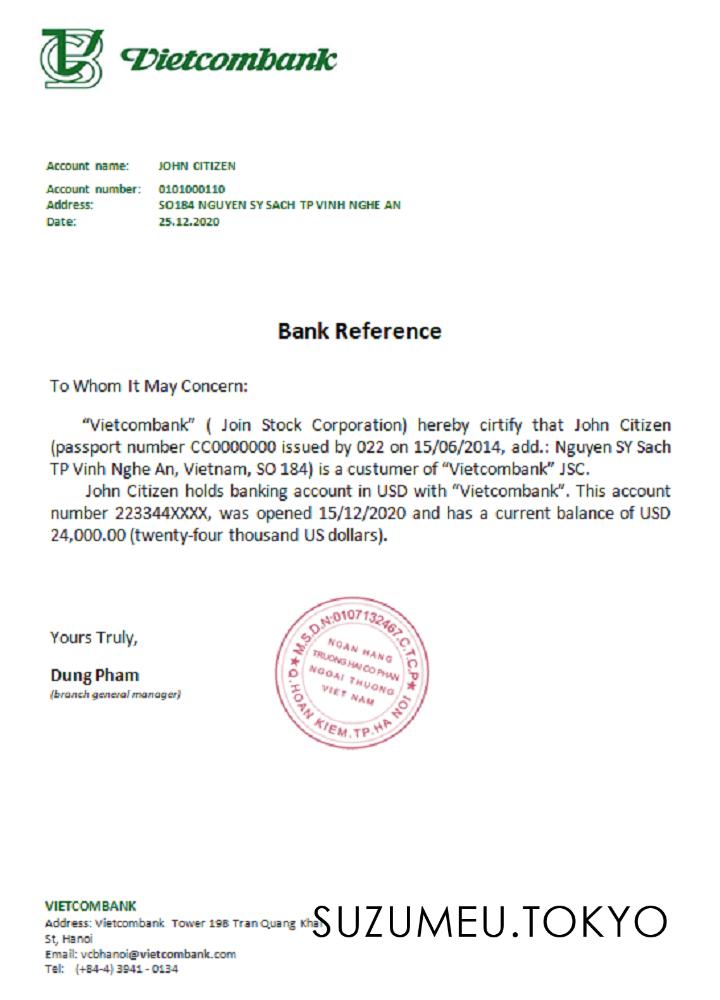 Vietcombank
Account name: JOHN CITIZEN
Account number: 0101000110
Address: SO184 NGUYEN SY SACH TP VINH NGHE AN
Date: 25.12.2020
Bank Reference
To Whom It May Concern:
“Vietcombank” ( Join Stock Corporation) hereby cirtify that John Citizen
(passport number CC0000000 issued by 022 on 15/06/2014, add.: Nguyen SY Sach
TP Vinh Nghe An, Vietnam, SO 184) is a custumer of “Vietcombank” JSC.
John Citizen holds banking account in USD with “Vietcombank”. This account
number 223344XXXX, was opened 15/12/2020 and has a current balance of USD
24,000.00 (twenty-four thousand US dollars).
Yours Truly,
Dung Pham
(branch general manager)
M.S.D.N:0107132467.C.T.C.P
NGAN HANG
TRUONG HAI CO PHAN
NGOAI THUONG
VIET NAM
Q.HOAN KIEM.TP.HA NOI
VIETCOMBANK
Address: Vietcombank Tower 198 Tran Quang Khai
St, Hanoi
Email: vcbhanoi@vietcombank.com
Tel: (+84-4) 3941 - 0134
SUZUMEU.TOKYO